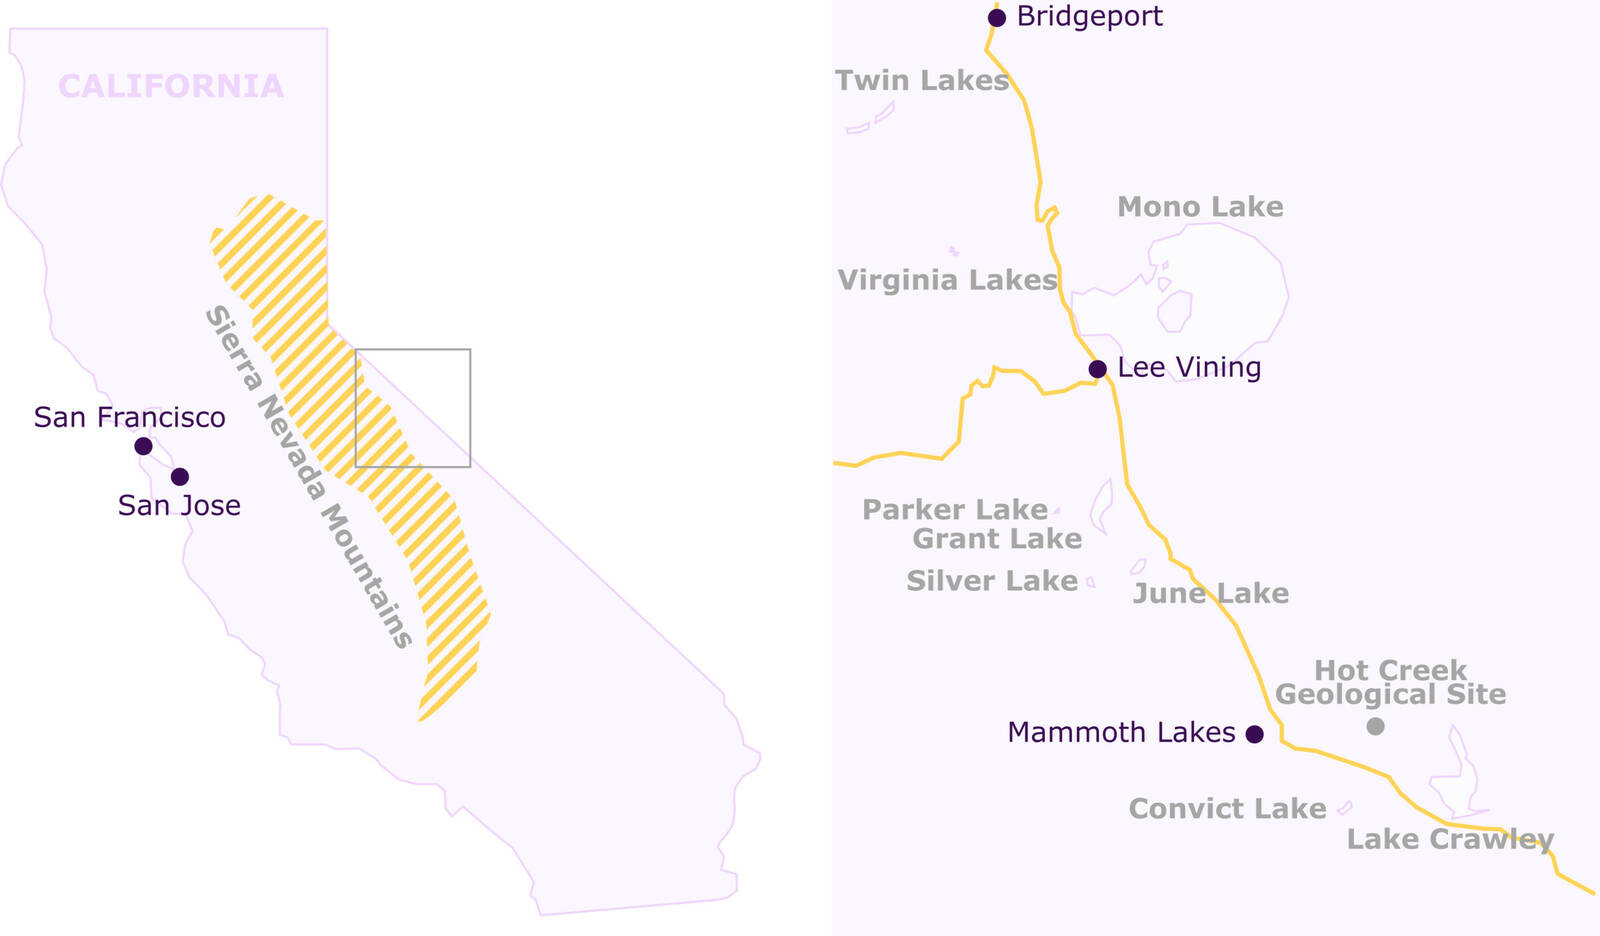 CALIFORNIA
Sierra Nevada Mountains
San Francisco
San Jose
Bridgeport
Twin Lakes
Mono Lake
Virginia Lakes
Lee Vining
Parker Lake
Grant Lake
Silver Lake
June Lake
Hot Creek
Geological Site
Mammoth Lakes
Convict Lake
Lake Crawley